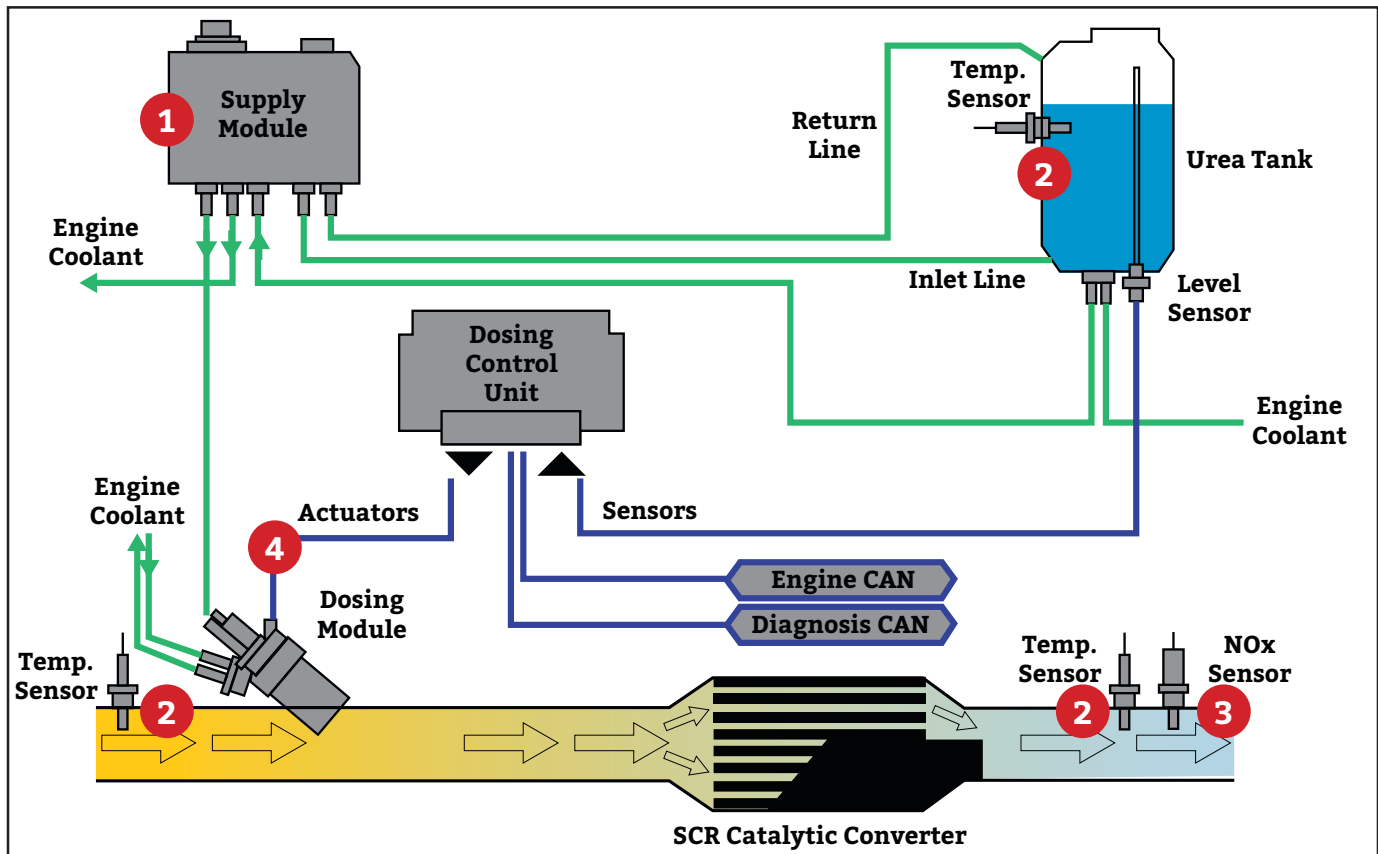 1
Supply
Module
Temp.
Sensor
2
Return
Line
Urea Tank
Engine
Coolant
Inlet Line
Level
Sensor
Dosing
Control
Unit
Engine
Coolant
Engine
Coolant
Actuators
Sensors
4
Engine CAN
Diagnosis CAN
Dosing
Module
Temp.
Sensor
2
Temp.
Sensor
2
NOx
Sensor
3
SCR Catalytic Converter